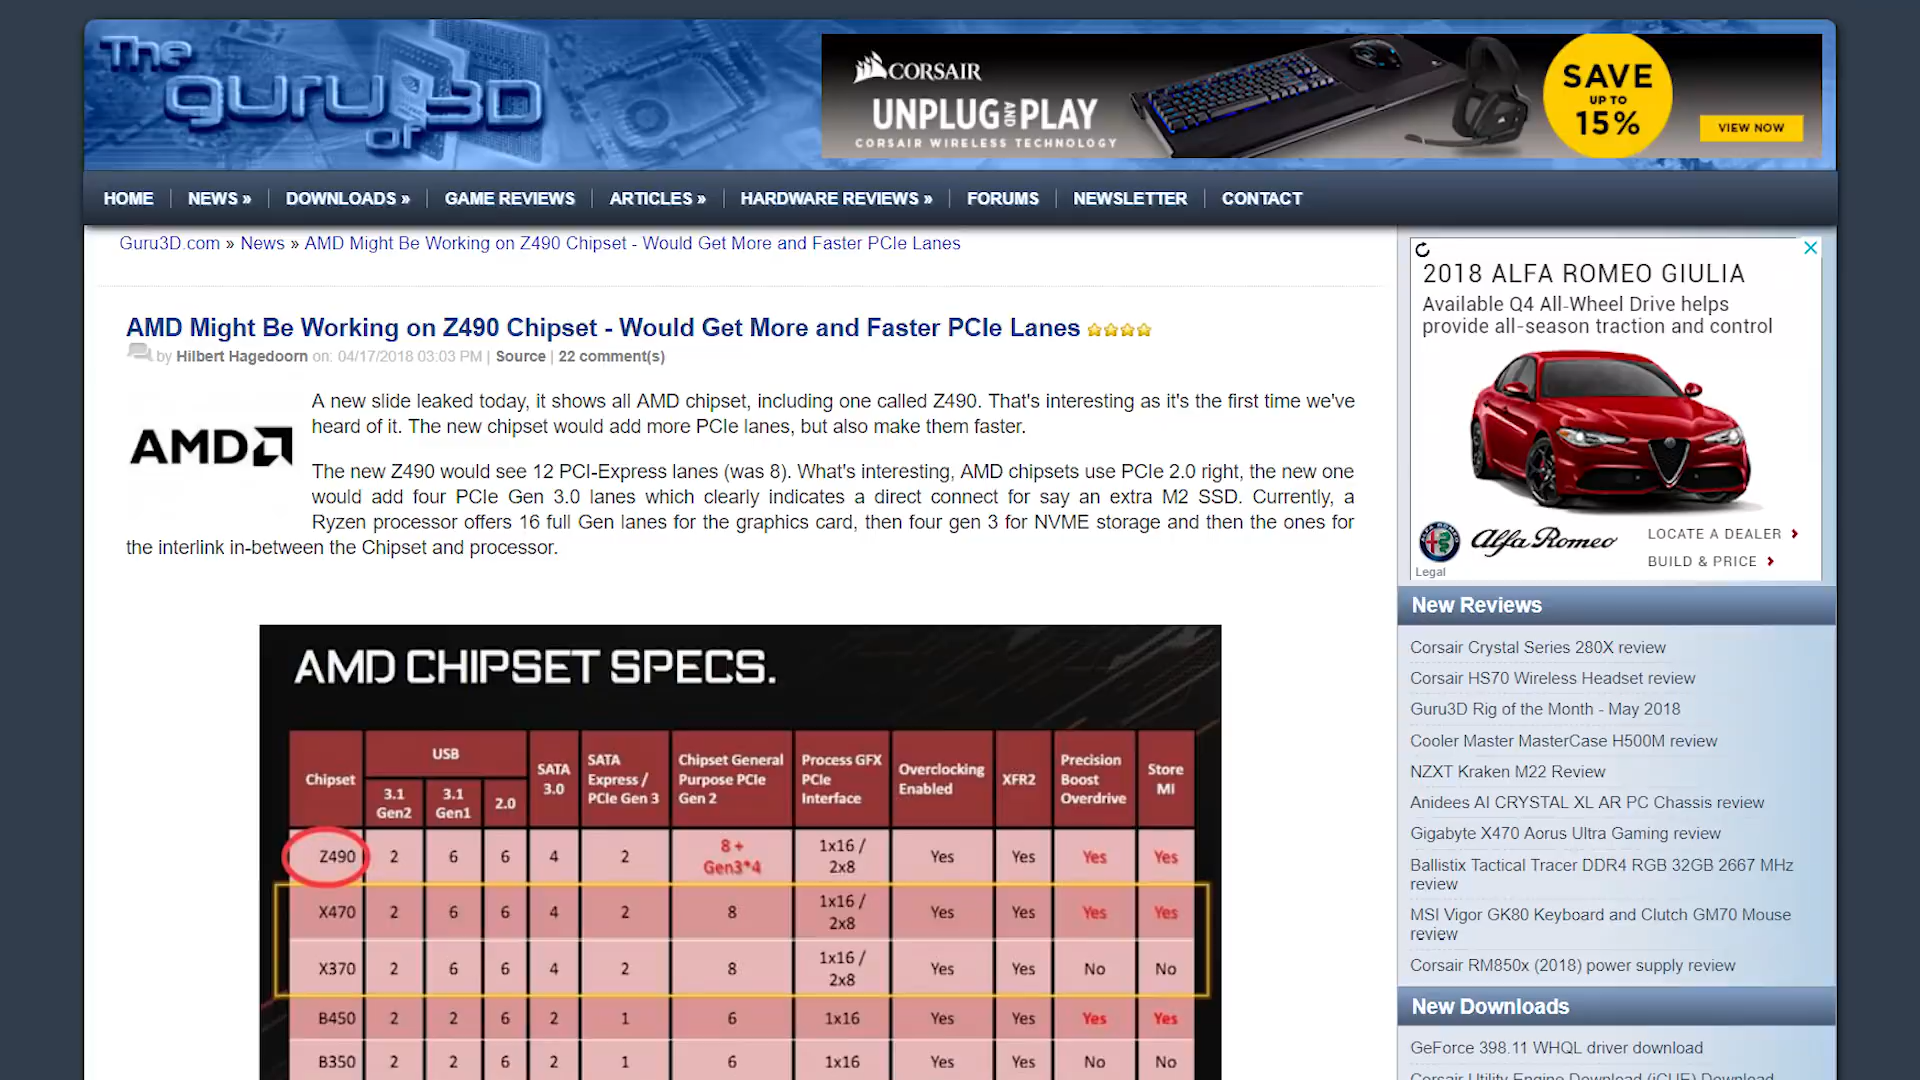 The guru of 3D
CORSAIR
UNPLUG AND PLAY
CORSAIR WIRELESS TECHNOLOGY
SAVE
UP TO
15%
VIEW NOW
HOME
NEWS »
DOWNLOADS »
GAME REVIEWS
ARTICLES »
HARDWARE REVIEWS »
FORUMS
NEWSLETTER
CONTACT
Guru3D.com » News » AMD Might Be Working on Z490 Chipset - Would Get More and Faster PCIe Lanes
AMD Might Be Working on Z490 Chipset - Would Get More and Faster PCIe Lanes
by Hilbert Hagedoorn on: 04/17/2018 03:03 PM | Source | 22 comment(s)
AMD
A new slide leaked today, it shows all AMD chipset, including one called Z490. That's interesting as it's the first time we've
heard of it. The new chipset would add more PCIe lanes, but also make them faster.
The new Z490 would see 12 PCI-Express lanes (was 8). What's interesting, AMD chipsets use PCIe 2.0 right, the new one
would add four PCIe Gen 3.0 lanes which clearly indicates a direct connect for say an extra M2 SSD. Currently, a
Ryzen processor offers 16 full Gen lanes for the graphics card, then four gen 3 for NVME storage and then the ones for
the interlink in-between the Chipset and processor.
AMD CHIPSET SPECS.
Chipset
USB
3.1 Gen2
3.1 Gen1
2.0
SATA 3.0
SATA Express / PCIe Gen 3
Chipset General Purpose PCIe Gen 2
Process GFX PCIe Interface
Overclocking Enabled
XFR2
Precision Boost Overdrive
Store MI
Z490 2 6 6 4 2 8 + Gen3*4 1x16 / 2x8 Yes Yes Yes Yes
X470 2 6 6 4 2 8 1x16 / 2x8 Yes Yes Yes Yes
X370 2 6 6 4 2 8 1x16 / 2x8 Yes Yes No No
B450 2 2 6 2 1 6 1x16 Yes Yes Yes Yes
B350 2 2 6 2 1 6 1x16 Yes Yes No No
2018 ALFA ROMEO GIULIA
Available Q4 All-Wheel Drive helps
provide all-season traction and control
Alfa Romeo
LOCATE A DEALER
BUILD & PRICE
Legal
New Reviews
Corsair Crystal Series 280X review
Corsair HS70 Wireless Headset review
Guru3D Rig of the Month - May 2018
Cooler Master MasterCase H500M review
NZXT Kraken M22 Review
Anidees AI CRYSTAL XL AR PC Chassis review
Gigabyte X470 Aorus Ultra Gaming review
Ballistix Tactical Tracer DDR4 RGB 32GB 2667 MHz
review
MSI Vigor GK80 Keyboard and Clutch GM70 Mouse
review
Corsair RM850x (2018) power supply review
New Downloads
GeForce 398.11 WHQL driver download
Corsair Utility Engine Download (iCUE) Download